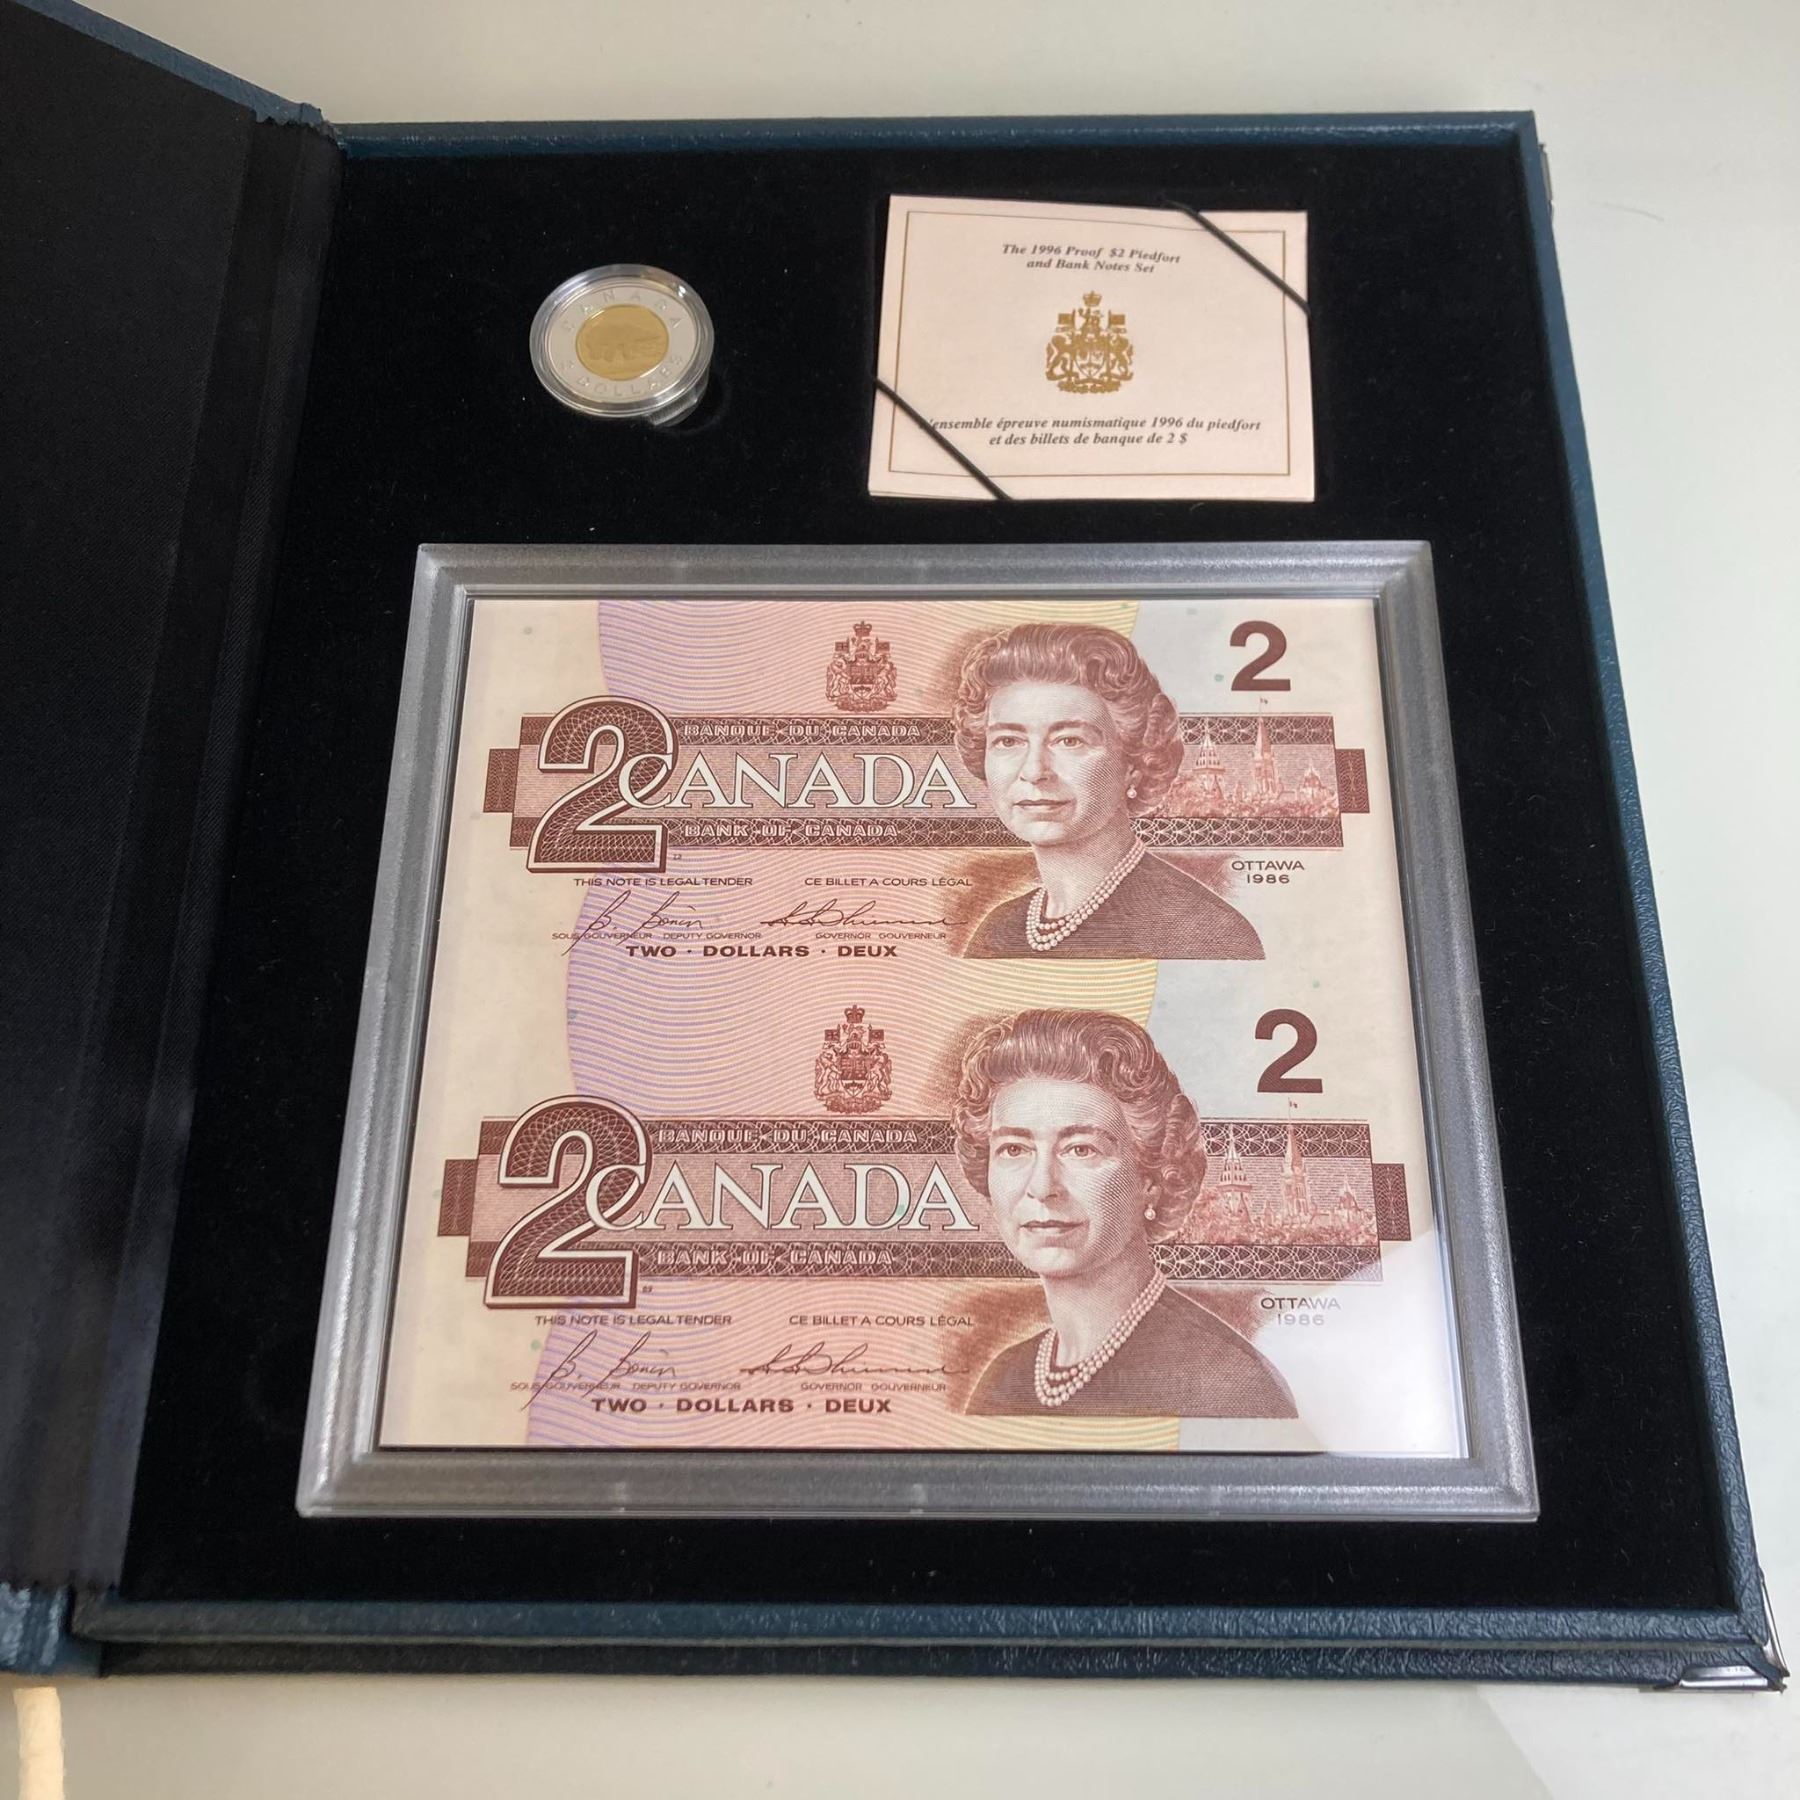 CANADA
2 DOLLARS
The 1996 Proof $2 Piedfort
and Bank Notes Set
L'ensemble épreuve numismatique 1996 du piedfort
et des billets de banque de 2 $
2
2
BANQUE DU CANADA
CANADA
BANK OF CANADA
OTTAWA
1986
THIS NOTE IS LEGAL TENDER CE BILLET A COURS LÉGAL
SOUS GOUVERNEUR DEPUTY GOVERNOR GOVERNOR GOUVERNEUR
TWO · DOLLARS · DEUX
2
2
BANQUE DU CANADA
CANADA
BANK OF CANADA
OTTAWA
1986
THIS NOTE IS LEGAL TENDER CE BILLET A COURS LÉGAL
SOUS GOUVERNEUR DEPUTY GOVERNOR GOVERNOR GOUVERNEUR
TWO · DOLLARS · DEUX